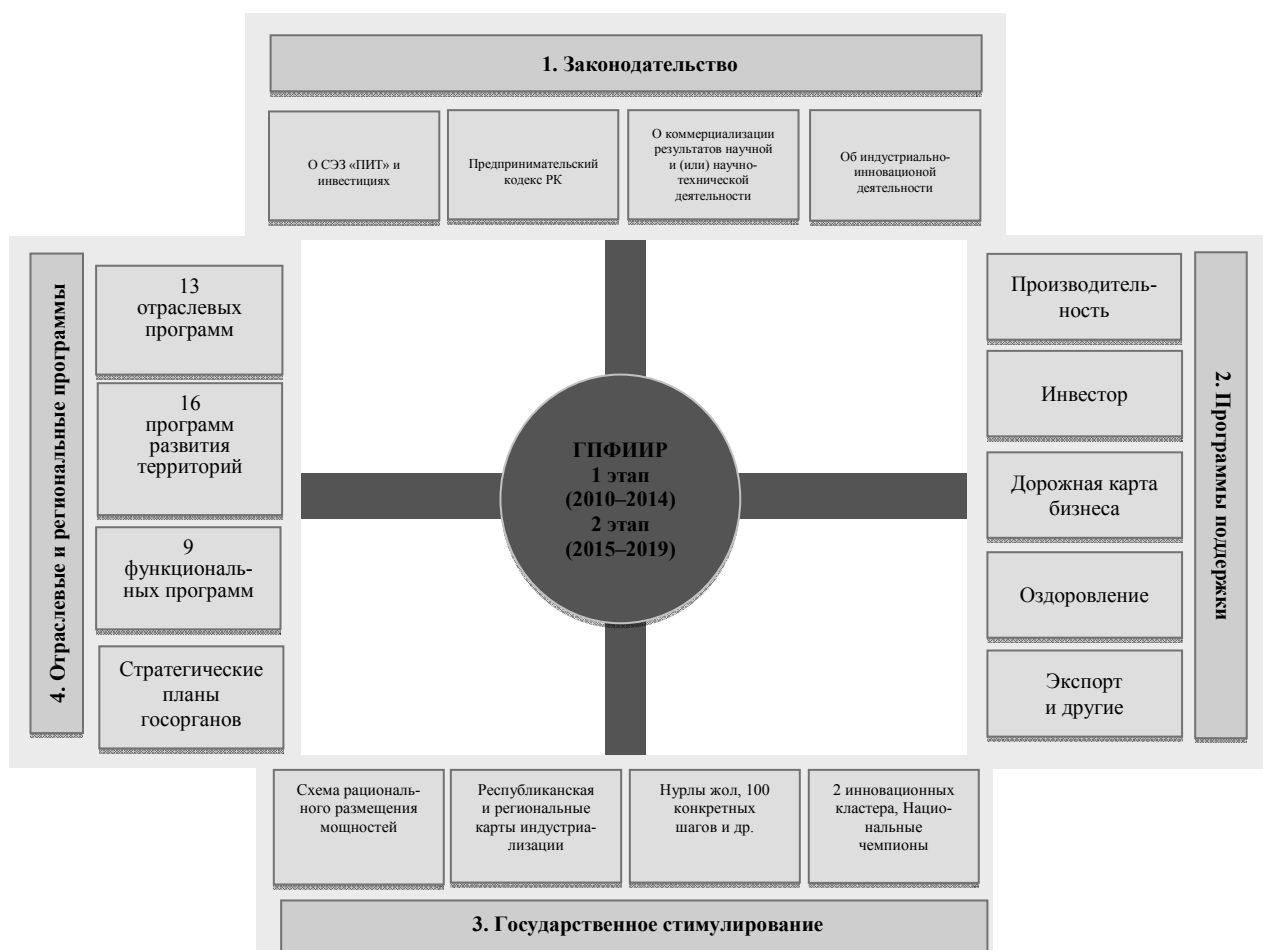 1. Законодательство
О СЭЗ «ПИТ» и
инвестициях
Предпринимательский
кодекс РК
О коммерциализации
результатов научной
и (или) научно-
технической
деятельности
Об индустриально-
инновационой
деятельности
4. Отраслевые и региональные программы
13
отраслевых
программ
16
программ
развития
территорий
9
функциональ-
ных программ
Стратегические
планы
госорганов
ГПФИИР
1 этап
(2010–2014)
2 этап
(2015–2019)
Производитель-
ность
Инвестор
Дорожная карта
бизнеса
Оздоровление
Экспорт
и другие
2. Программы поддержки
Схема рациональ-
ного размещения
мощностей
Республиканская
и региональные
карты индустриа-
лизации
Нурлы жол, 100
конкретных
шагов и др.
2 инновационных
кластера, Нацио-
нальные
чемпионы
3. Государственное стимулирование